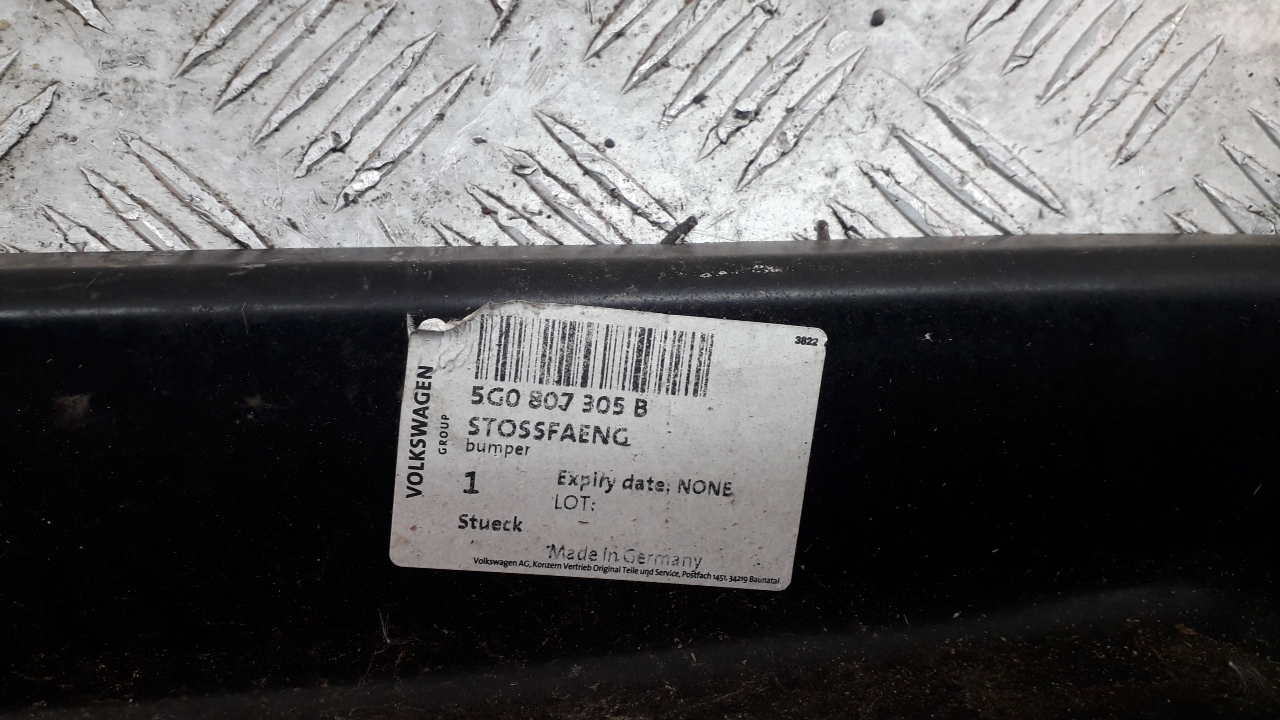 3822
5G0 807 305 B
STOSSFAENG
bumper
VOLKSWAGEN
GROUP
1
Expiry date: NONE
LOT:
Stueck
Made in Germany
Volkswagen AG, Konzern Vertrieb Original Teile und Service, Postfach 1451, 34219 Baunatal